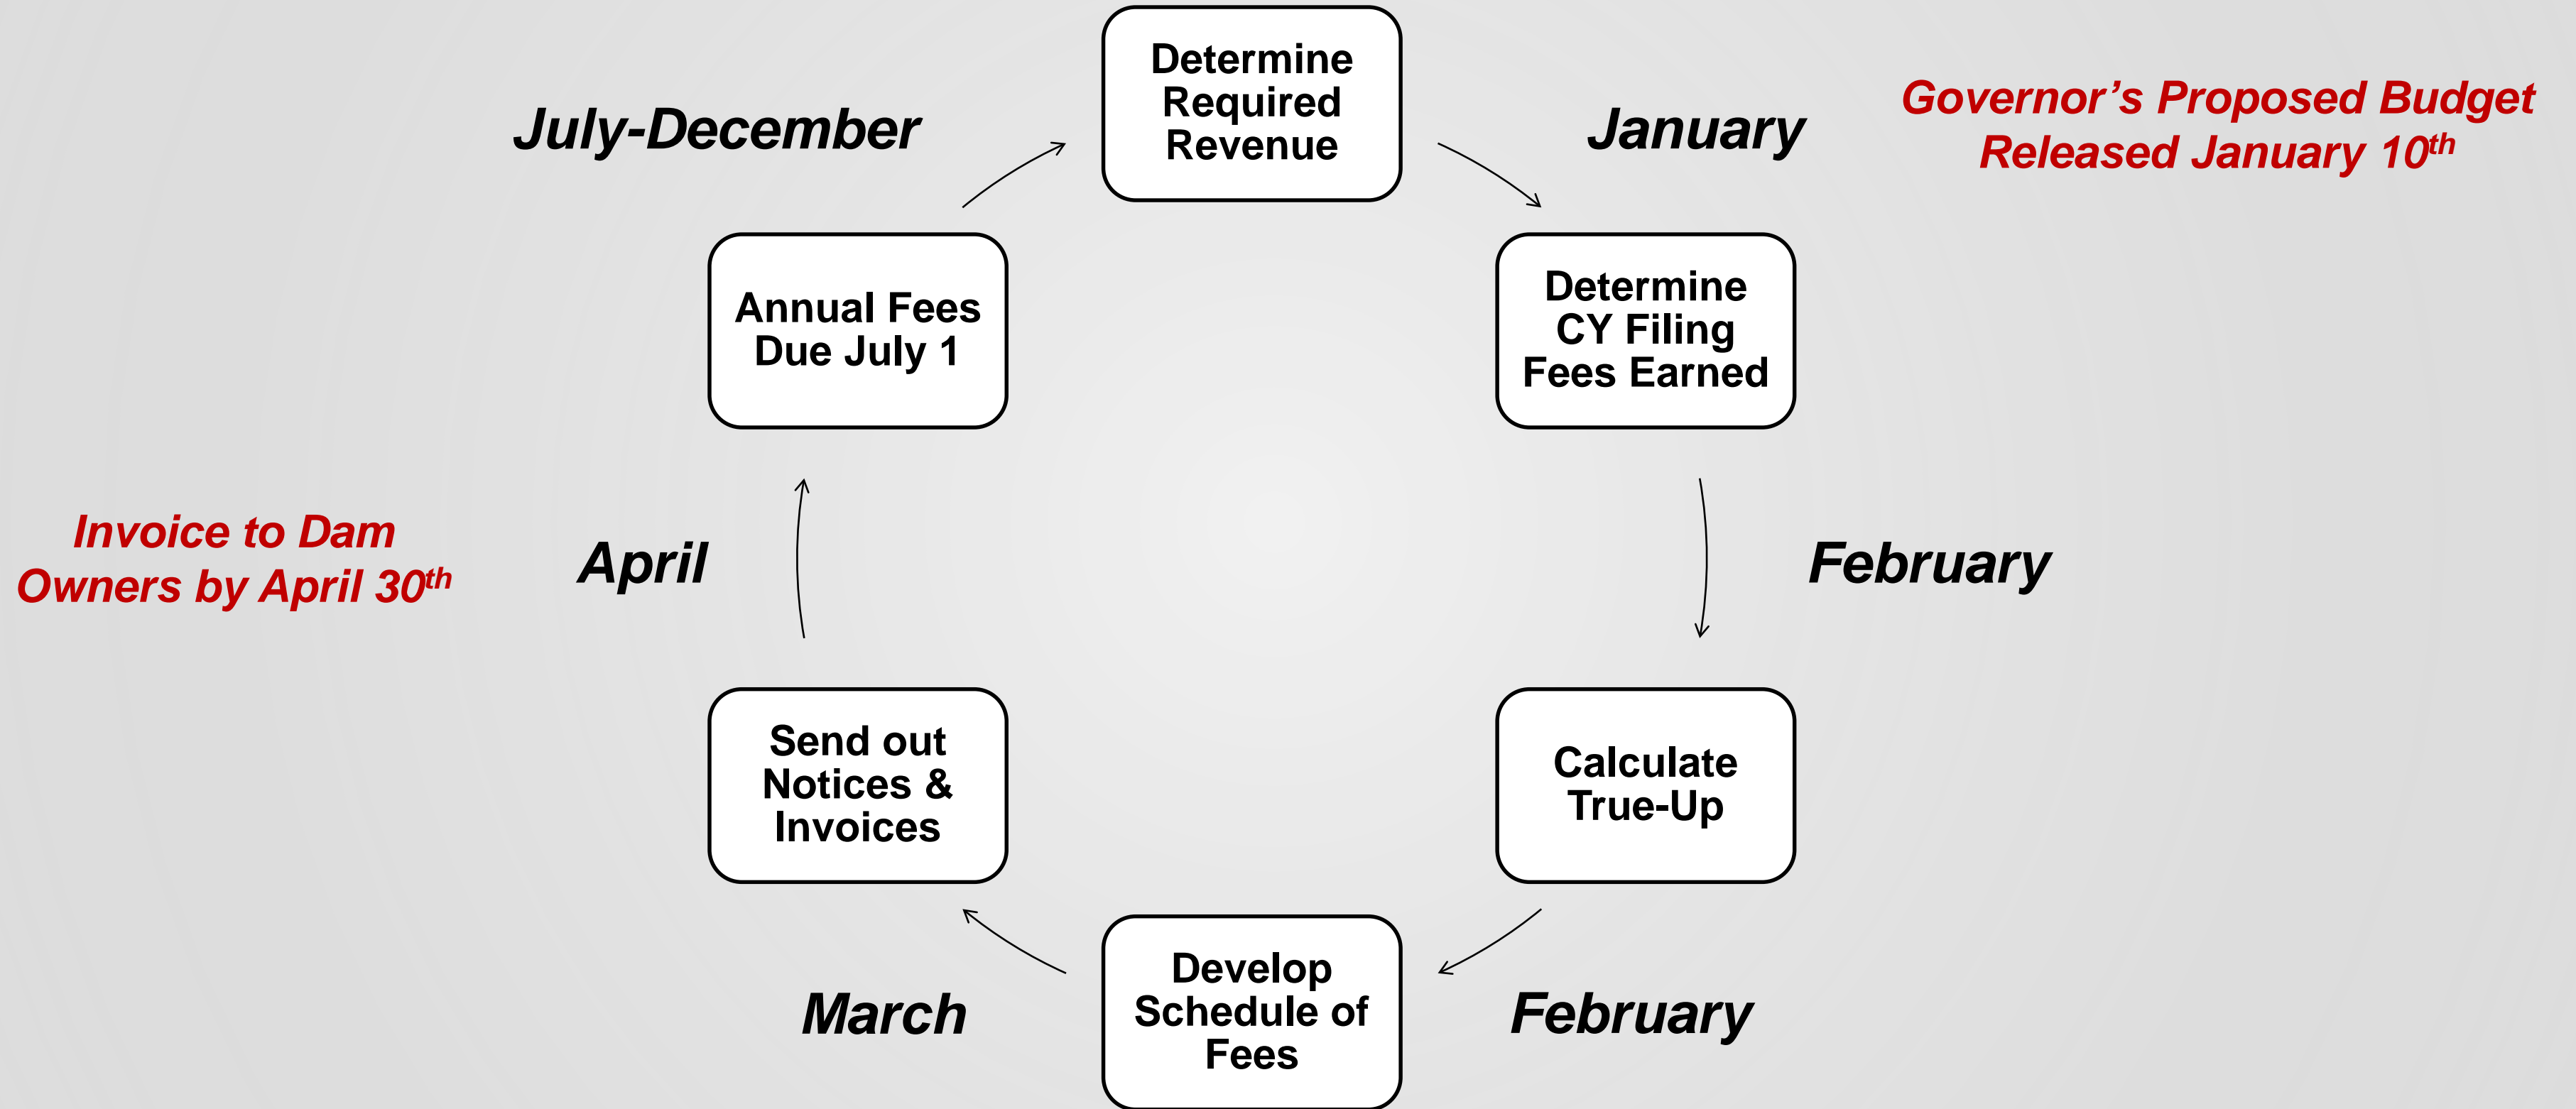 Determine
Required
Revenue
January
Governor’s Proposed Budget
Released January 10th
Determine
CY Filing
Fees Earned
February
Calculate
True-Up
February
Develop
Schedule of
Fees
March
Send out
Notices &
Invoices
April
Invoice to Dam
Owners by April 30th
Annual Fees
Due July 1
July-December